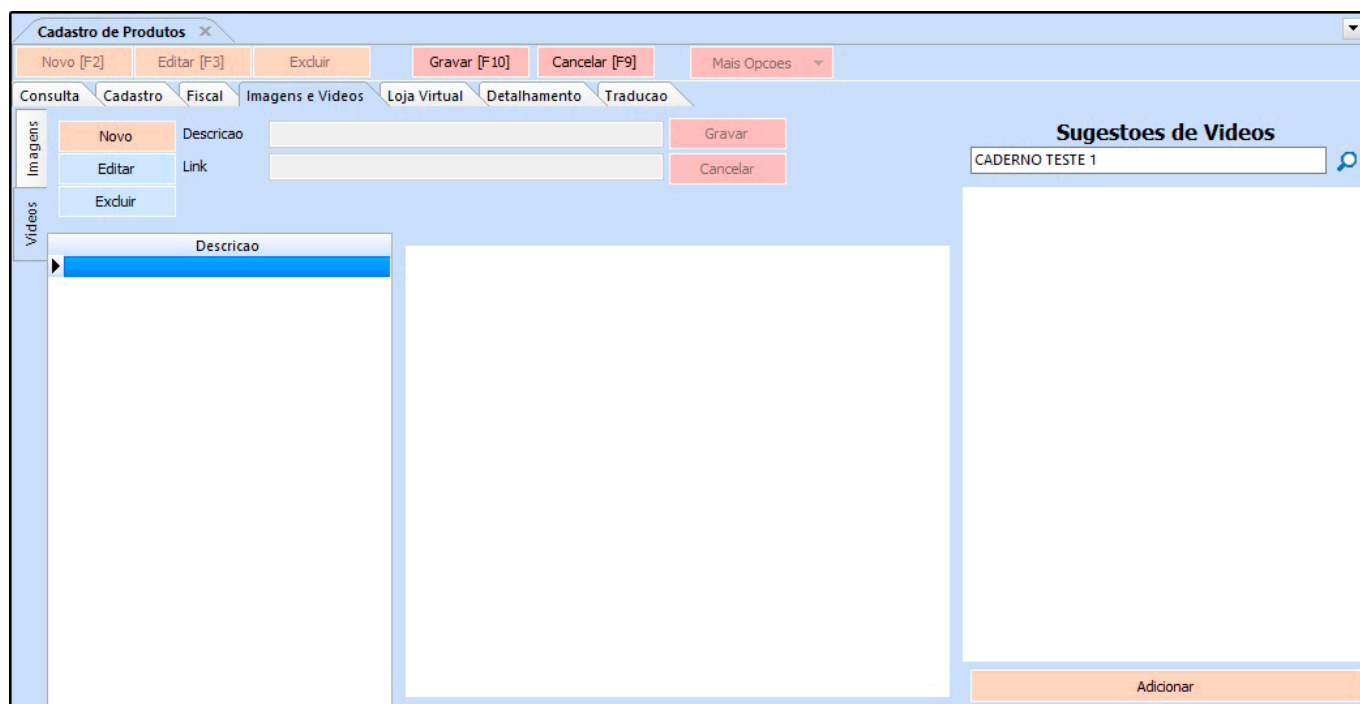 Cadastro de Produtos
Novo [F2] Editar [F3] Excluir Gravar [F10] Cancelar [F9] Mais Opcoes
Consulta Cadastro Fiscal Imagens e Videos Loja Virtual Detalhamento Traducao
Imagens
Videos
Novo Descricao Gravar
Editar Link Cancelar
Excluir
Descricao
Sugestoes de Videos
CADERNO TESTE 1
Adicionar